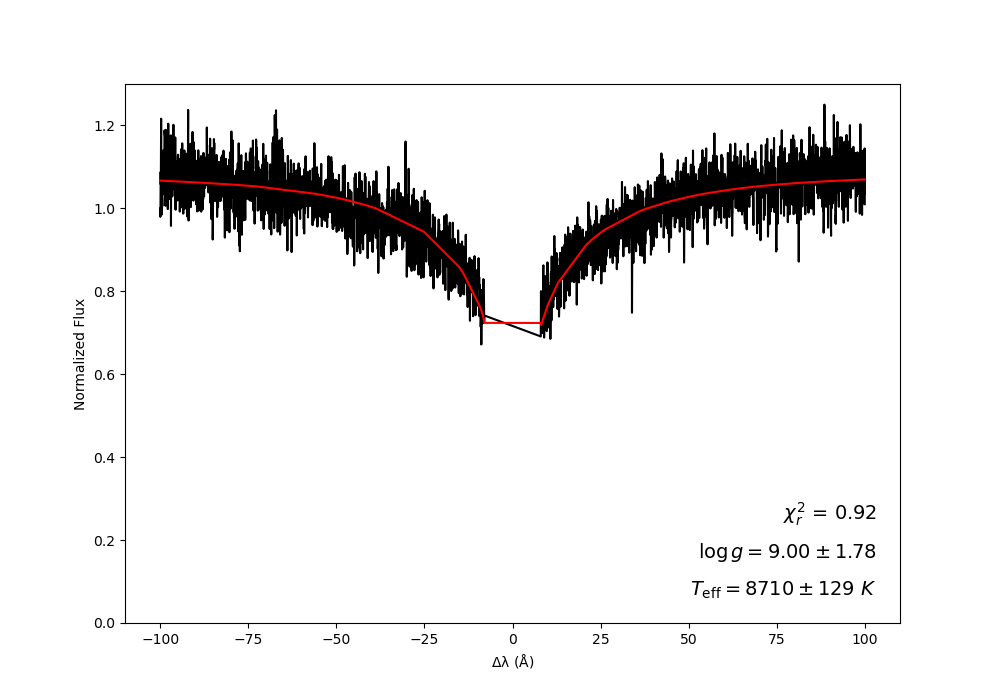 1.2
1.0
0.8
0.6
0.4
0.2
0.0
Normalized Flux
χ²ᵣ = 0.92
log g = 9.00 ± 1.78
T_eff = 8710 ± 129 K
−100 −75 −50 −25 0 25 50 75 100
Δλ (Å)